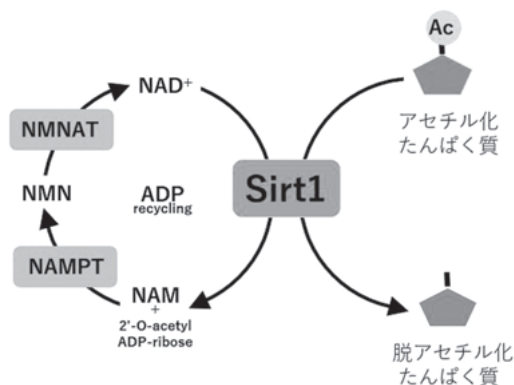 Ac
NAD+
アセチル化
たんぱく質
NMNAT
Sirt1
NMN
ADP
recycling
NAMPT
NAM
+
2'-O-acetyl
ADP-ribose
脱アセチル化
たんぱく質